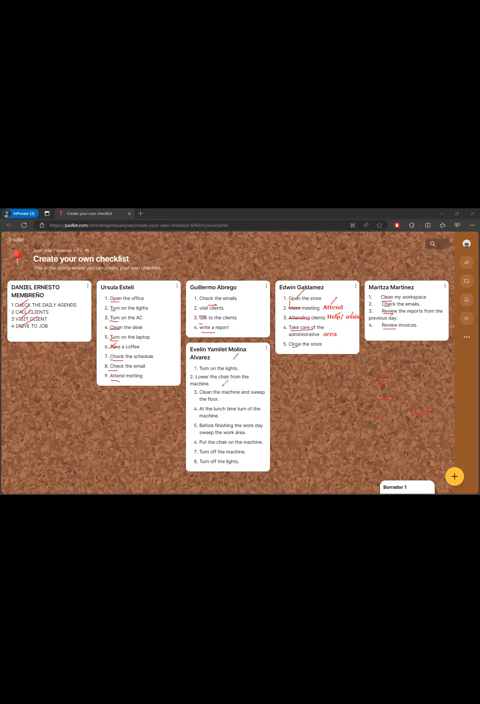 InPrivate (3)
Create your own checklist
padlet
Create your own checklist
This is the space where you can create your own checklist
DANIEL ERNESTO
MEMBREÑO
1 CHECK THE DAILY AGENDS
2 CALL CLIENTS
3 VISIT CLIENT
4 DRIVE TO JOB
Ursula Estelí
1. Open the office
2. Turn on the ligths
3. Turn on the AC
4. Clean the desk
5. Turn on the laptop
6. Make a coffee
7. Check the schedule
8. Check the email
9. Attend metting
Guillermo Abrego
1. Check the emails
2. visit clients
3. talk to the clients
4. write a report
Evelin Yamilet Molina
Alvarez
1. Turn on the lights.
2. Lower the chair from the
machine.
3. Clean the machine and sweep
the floor.
4. At the lunch time turn of the
machine.
5. Before finishing the work day
sweep the work area.
6. Put the chair on the machine.
7. Turn off the machine.
8. Turn off the lights.
Edwin Galdamez
1. Open the store
2. Make meeting Attend
3. Attending clients Help/
4. Take care of the
administrative area
5. Close the store
Maritza Martinez
1. Clean my workspace
2. Check the emails.
3. Review the reports from the
previous day.
4. Review invoices.
Borrador 1